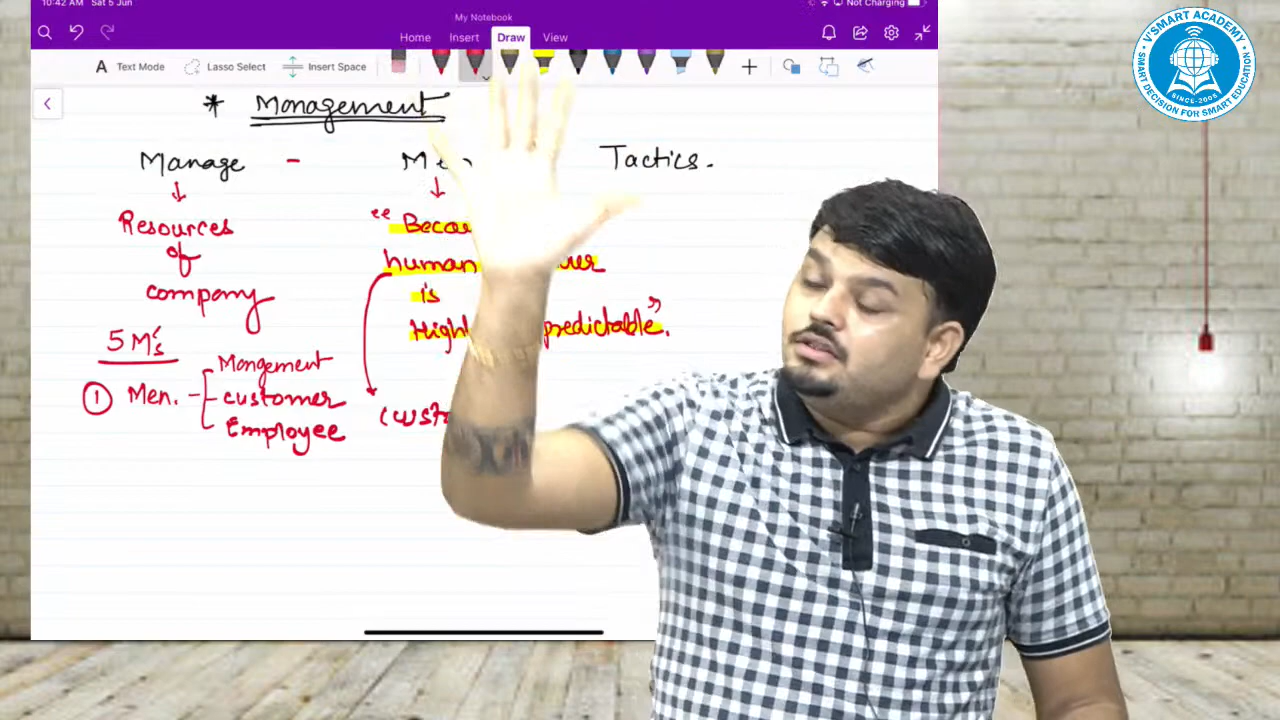 10:42 AM Sat 5 Jun
Not Charging
My Notebook
Home Insert Draw View
Text Mode Lasso Select Insert Space
* Management
Manage - Tactics.
Resources
of
company
"
human
is
predictable".
5 M's
① Men. - Mangement
customer
Employee
V'SMART ACADEMY
SINCE-2005
SMART DECISION FOR SMART EDUCATION